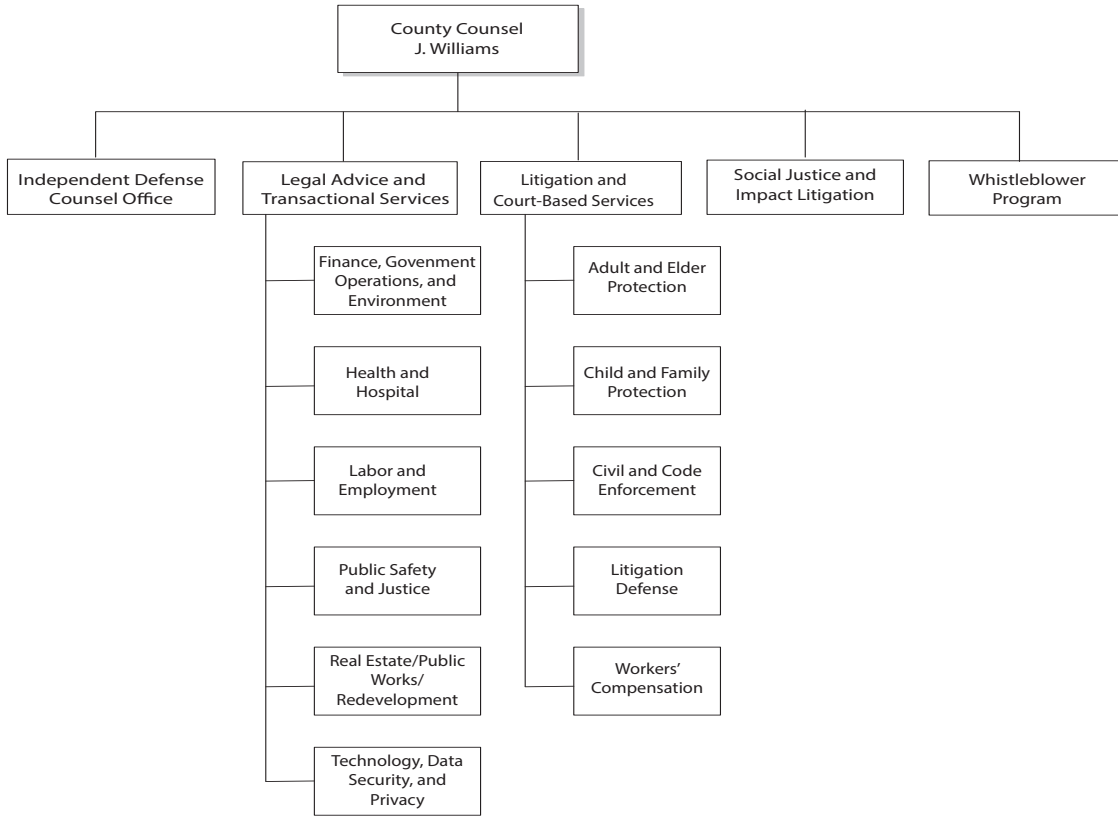 County Counsel
J. Williams
Independent Defense
Counsel Office
Legal Advice and
Transactional Services
Litigation and
Court-Based Services
Social Justice and
Impact Litigation
Whistleblower
Program
Finance, Govenment
Operations, and
Environment
Health and
Hospital
Labor and
Employment
Public Safety
and Justice
Real Estate/Public
Works/
Redevelopment
Technology, Data
Security, and
Privacy
Adult and Elder
Protection
Child and Family
Protection
Civil and Code
Enforcement
Litigation
Defense
Workers’
Compensation